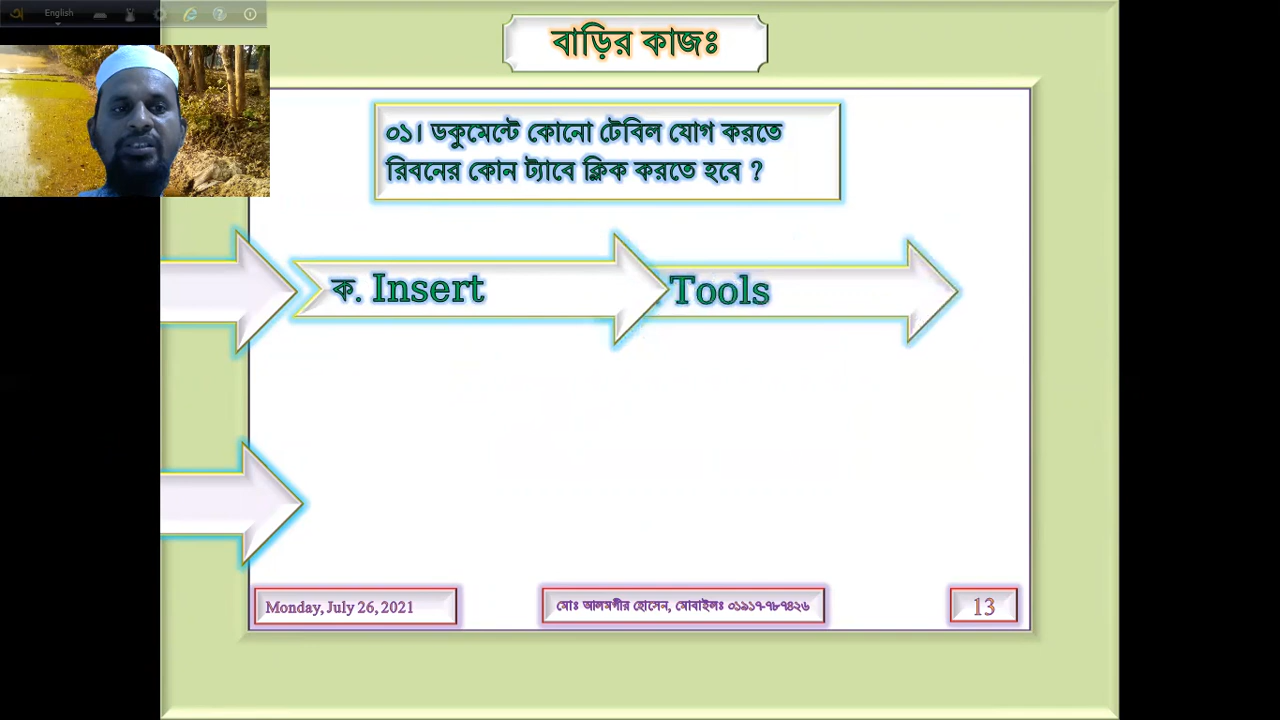 English
বাড়ির কাজঃ
০১। ডকুমেন্টে কোনো টেবিল যোগ করতে
রিবনের কোন ট্যাবে ক্লিক করতে হবে ?
ক. Insert
Tools
Monday, July 26, 2021
মোঃ আলমগীর হোসেন, মোবাইলঃ ০১৯১৭-৭৮৭৪২৬
13